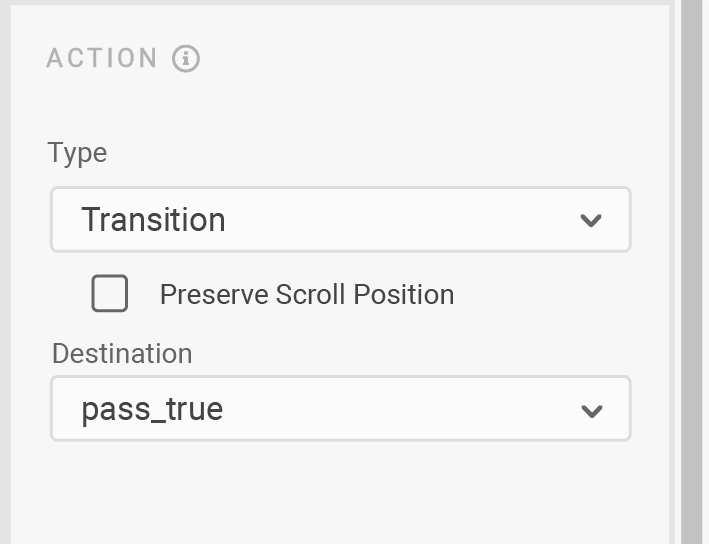 ACTION
Type
Transition
Preserve Scroll Position
Destination
pass_true